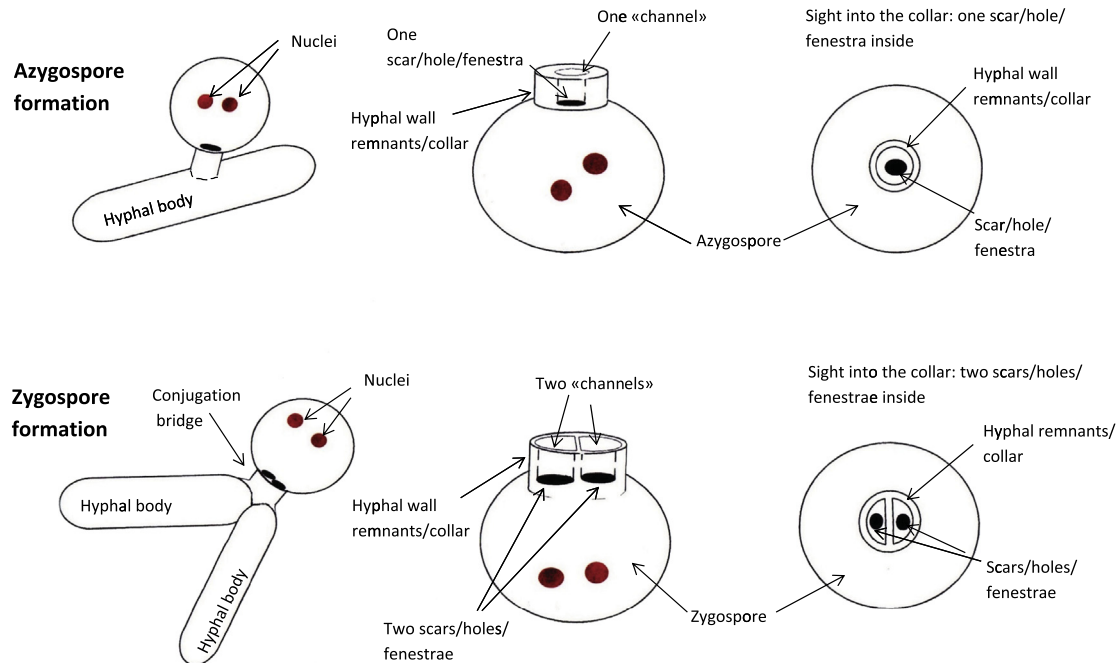 Azygospore
formation
Nuclei
Hyphal body
One
scar/hole/fenestra
One «channel»
Hyphal wall
remnants/collar
Sight into the collar: one scar/hole/
fenestra inside
Hyphal wall
remnants/collar
Azygospore
Scar/hole/
fenestra
Zygospore
formation
Conjugation
bridge
Nuclei
Hyphal body
Hyphal body
Two «channels»
Hyphal wall
remnants/collar
Two scars/holes/
fenestrae
Sight into the collar: two scars/holes/
fenestrae inside
Hyphal remnants/
collar
Scars/holes/
fenestrae
Zygospore